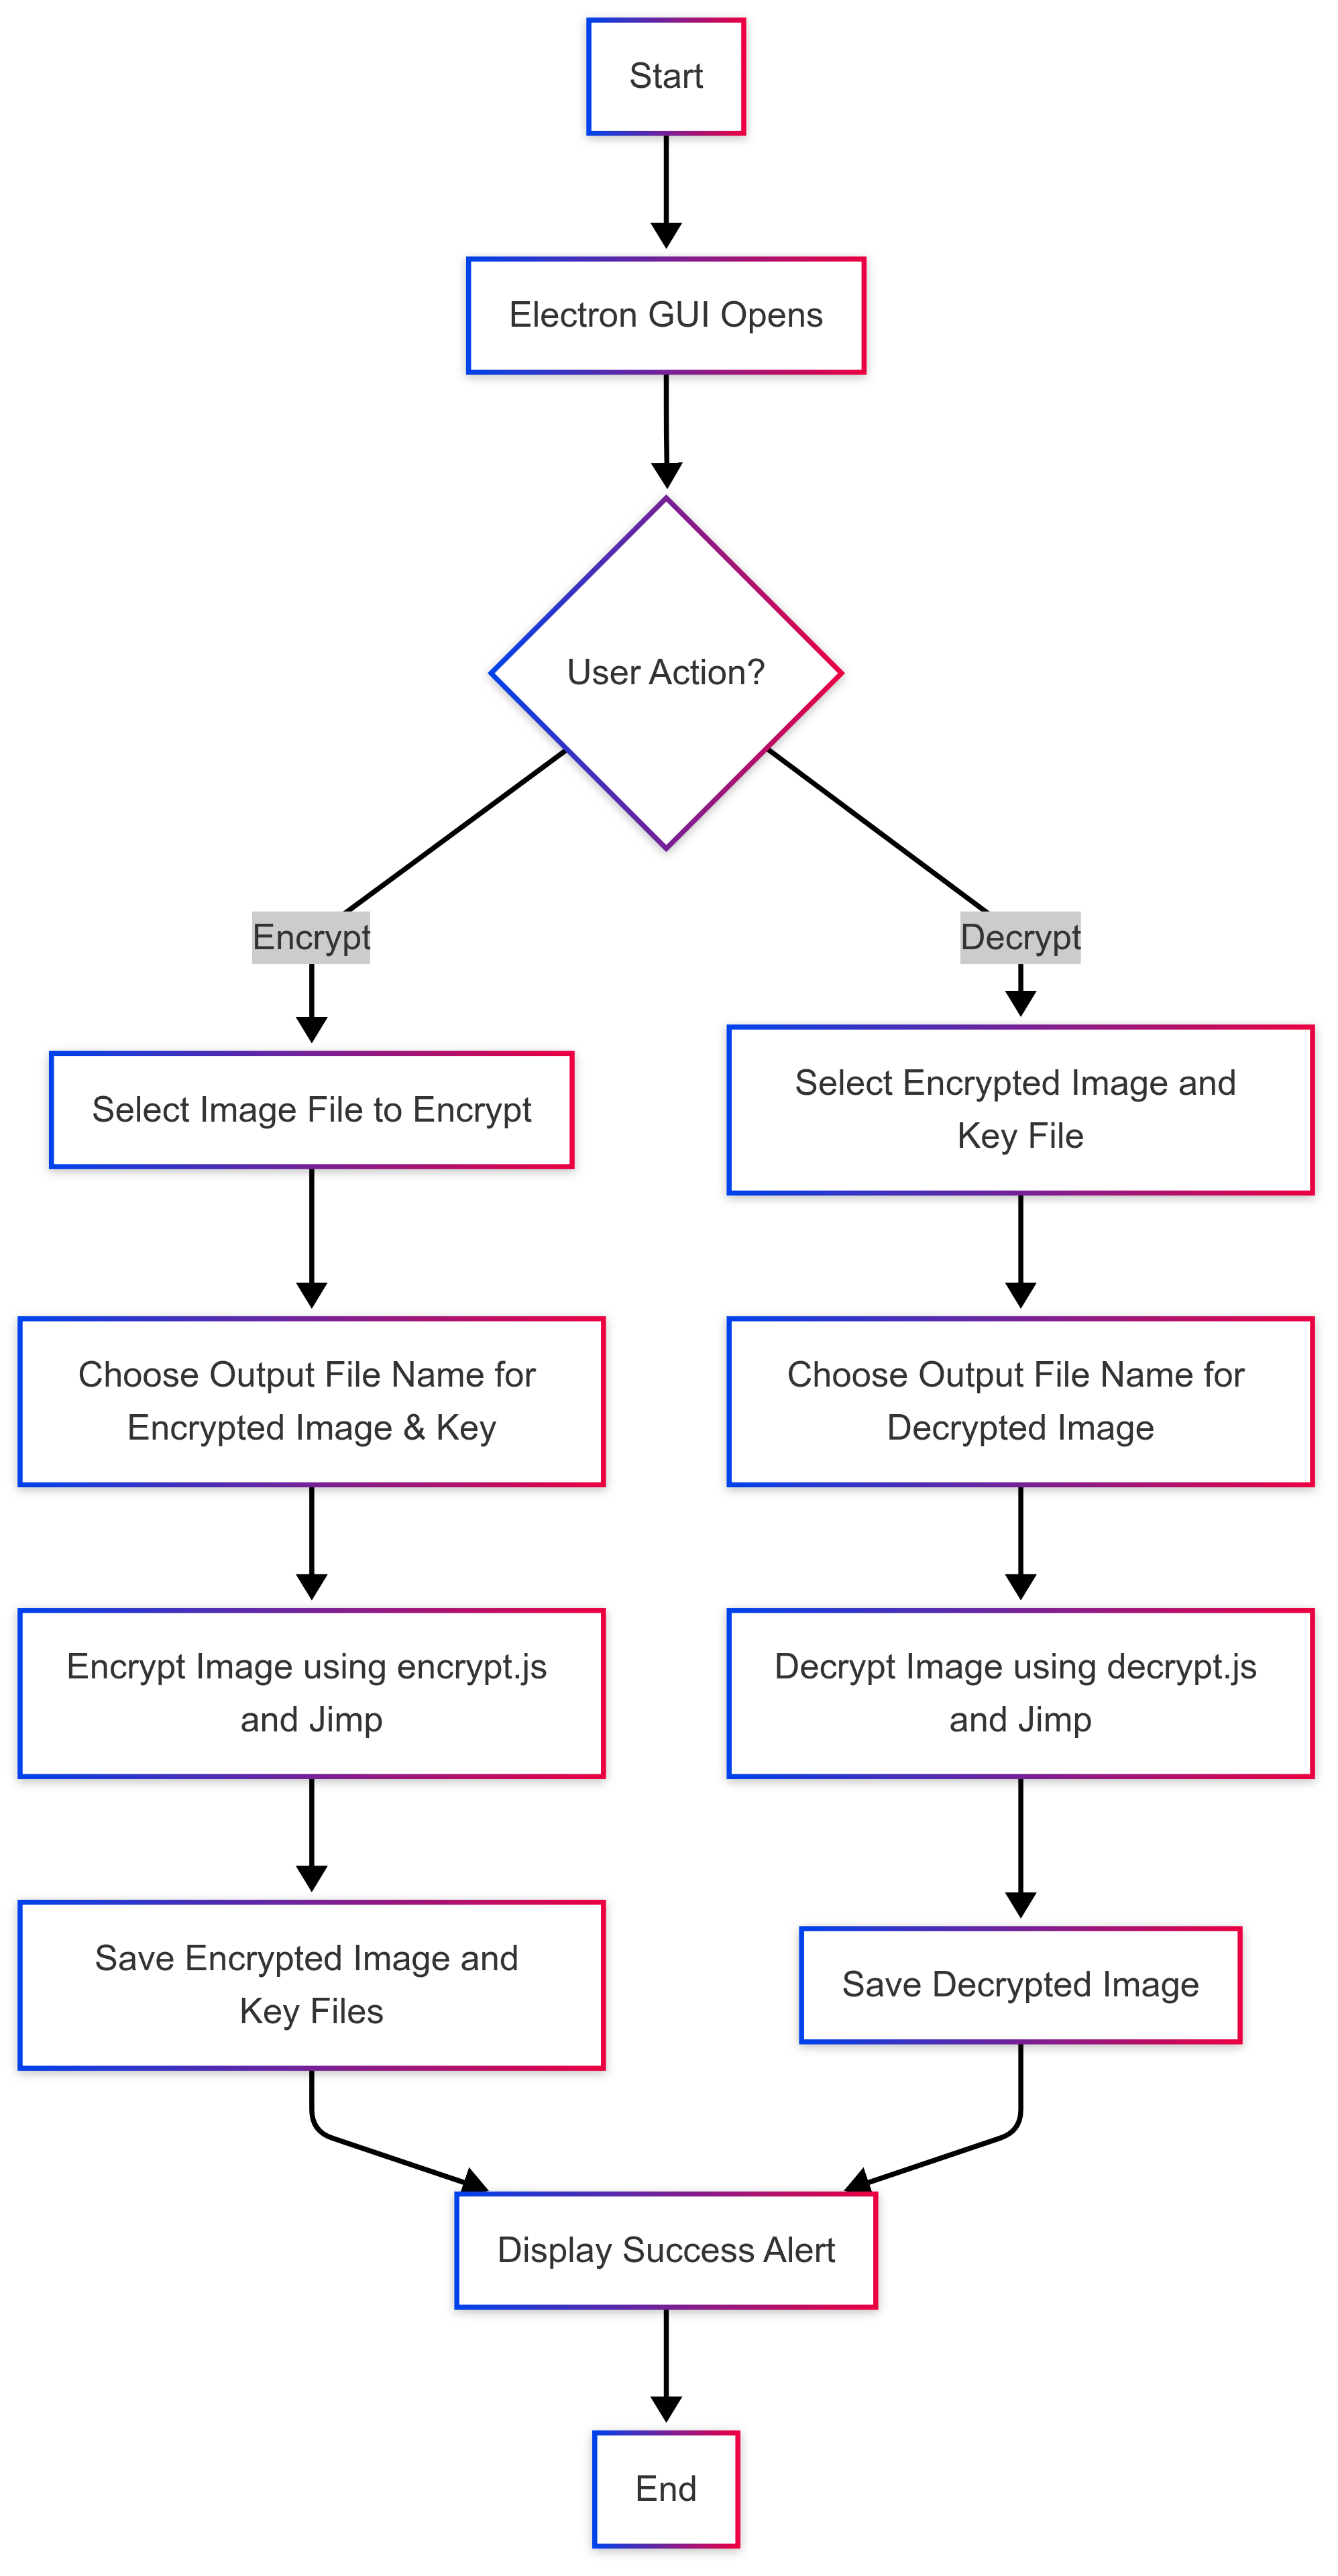 Start
Electron GUI Opens
User Action?
Encrypt
Decrypt
Select Image File to Encrypt
Select Encrypted Image and
Key File
Choose Output File Name for
Encrypted Image & Key
Choose Output File Name for
Decrypted Image
Encrypt Image using encrypt.js
and Jimp
Decrypt Image using decrypt.js
and Jimp
Save Encrypted Image and
Key Files
Save Decrypted Image
Display Success Alert
End